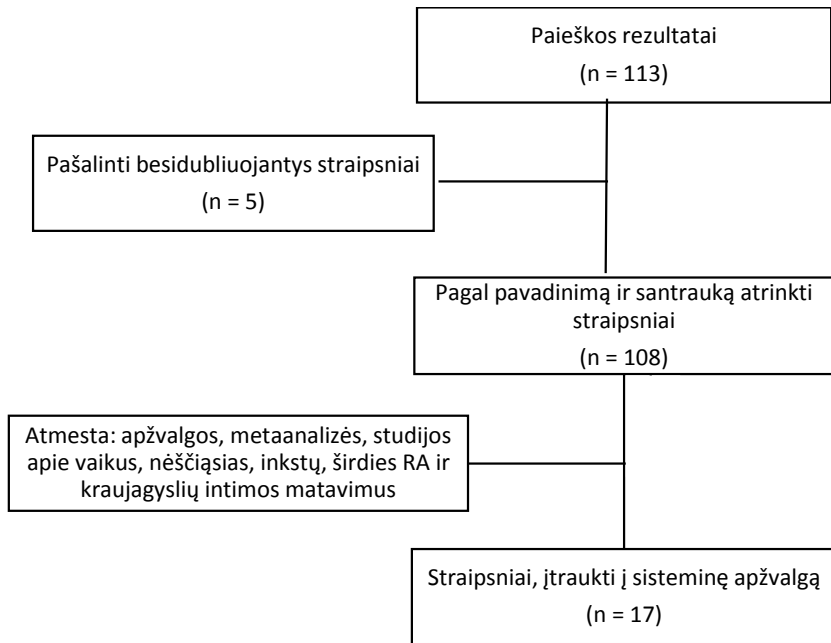 Paieškos rezultatai
(n = 113)
Pašalinti besidubliuojantys straipsniai
(n = 5)
Pagal pavadinimą ir santrauką atrinkti
straipsniai
(n = 108)
Atmesta: apžvalgos, metaanalizės, studijos
apie vaikus, nėščiąsias, inkstų, širdies RA ir
kraujagyslių intimos matavimus
Straipsniai, įtraukti į sisteminę apžvalgą
(n = 17)